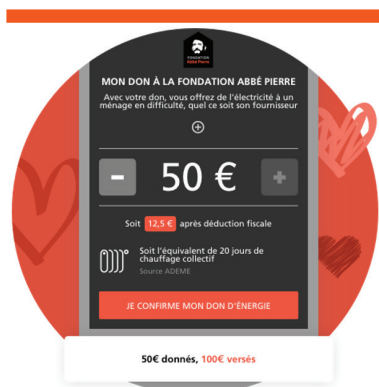 FONDATION
Abbé Pierre
MON DON À LA FONDATION ABBÉ PIERRE
Avec votre don, vous offrez de l'électricité à un
ménage en difficulté, quel ce soit son fournisseur
- 50 € +
Soit 12,5 € après déduction fiscale
Soit l'équivalent de 20 jours de
chauffage collectif
Source ADEME
JE CONFIRME MON DON D'ÉNERGIE
50€ donnés, 100€ versés